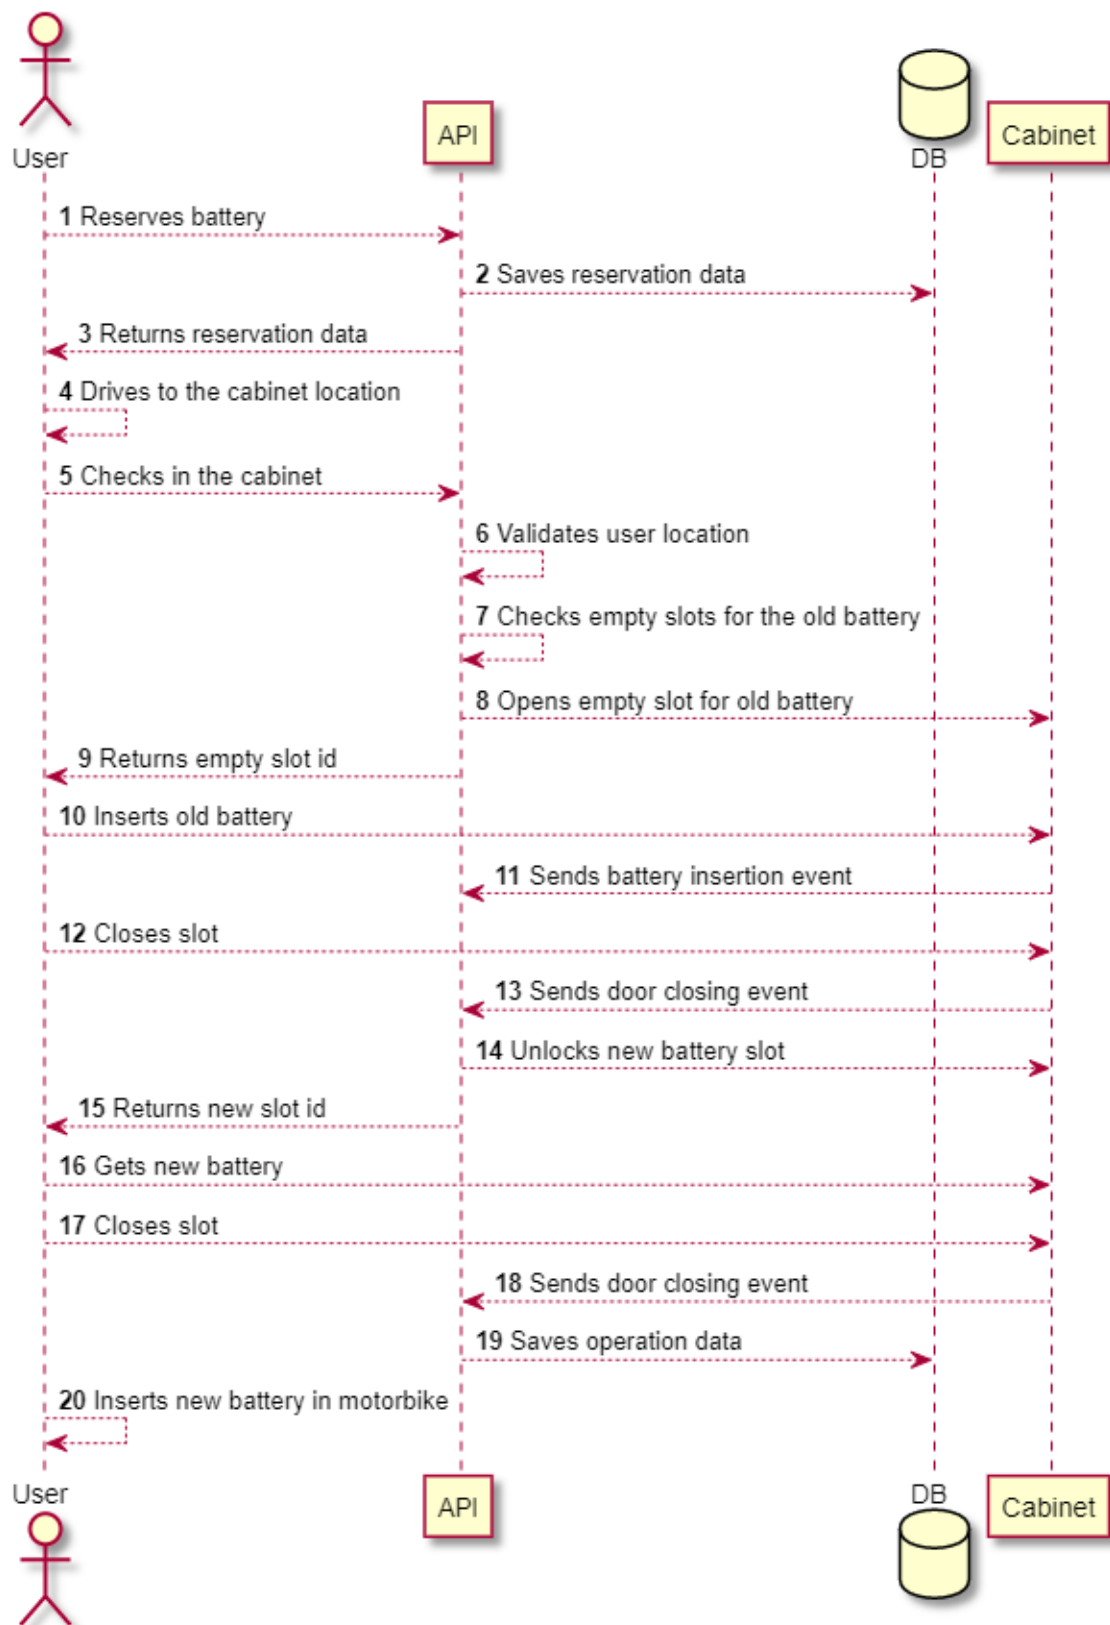 User
API
DB
Cabinet
1 Reserves battery
2 Saves reservation data
3 Returns reservation data
4 Drives to the cabinet location
5 Checks in the cabinet
6 Validates user location
7 Checks empty slots for the old battery
8 Opens empty slot for old battery
9 Returns empty slot id
10 Inserts old battery
11 Sends battery insertion event
12 Closes slot
13 Sends door closing event
14 Unlocks new battery slot
15 Returns new slot id
16 Gets new battery
17 Closes slot
18 Sends door closing event
19 Saves operation data
20 Inserts new battery in motorbike
User
API
DB
Cabinet